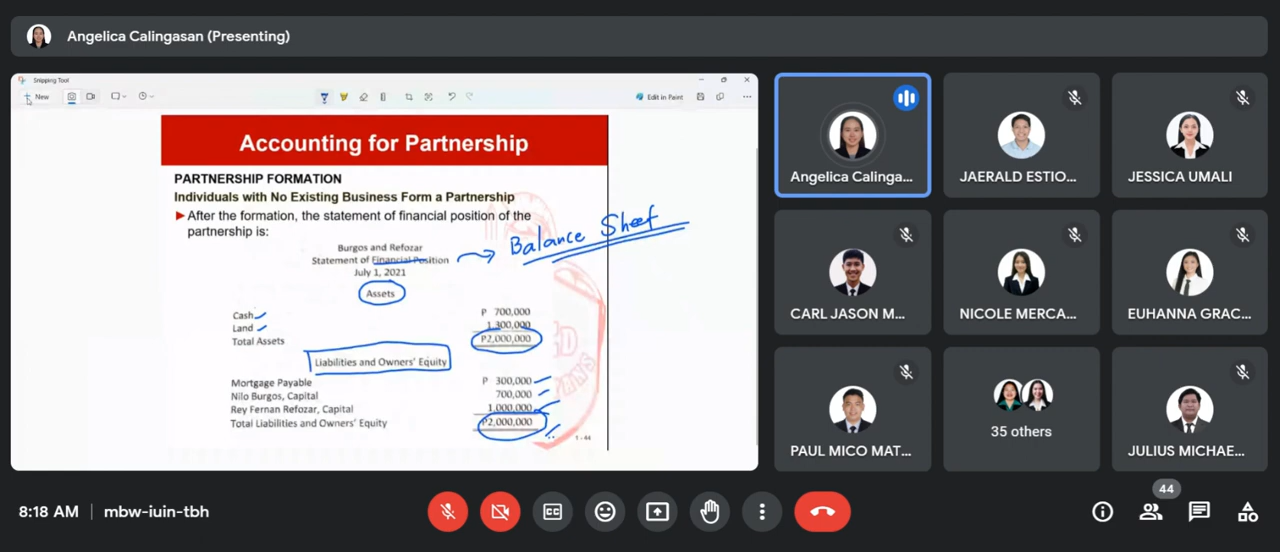 Angelica Calingasan (Presenting)
Snipping Tool
New
Edit in Paint
Accounting for Partnership
PARTNERSHIP FORMATION
Individuals with No Existing Business Form a Partnership
After the formation, the statement of financial position of the
partnership is:
Balance Sheet
Burgos and Refozar
Statement of Financial Position
July 1, 2021
Assets
Cash P 700,000
Land 1,300,000
Total Assets P2,000,000
Liabilities and Owners' Equity
Mortgage Payable P 300,000
Nilo Burgos, Capital 700,000
Rey Fernan Refozar, Capital 1,000,000
Total Liabilities and Owners' Equity P2,000,000
1 - 44
Angelica Calinga...
JAERALD ESTIO...
JESSICA UMALI
CARL JASON M...
NICOLE MERCA...
EUHANNA GRAC...
PAUL MICO MAT...
35 others
JULIUS MICHAE...
8:18 AM | mbw-iuin-tbh
CC
44